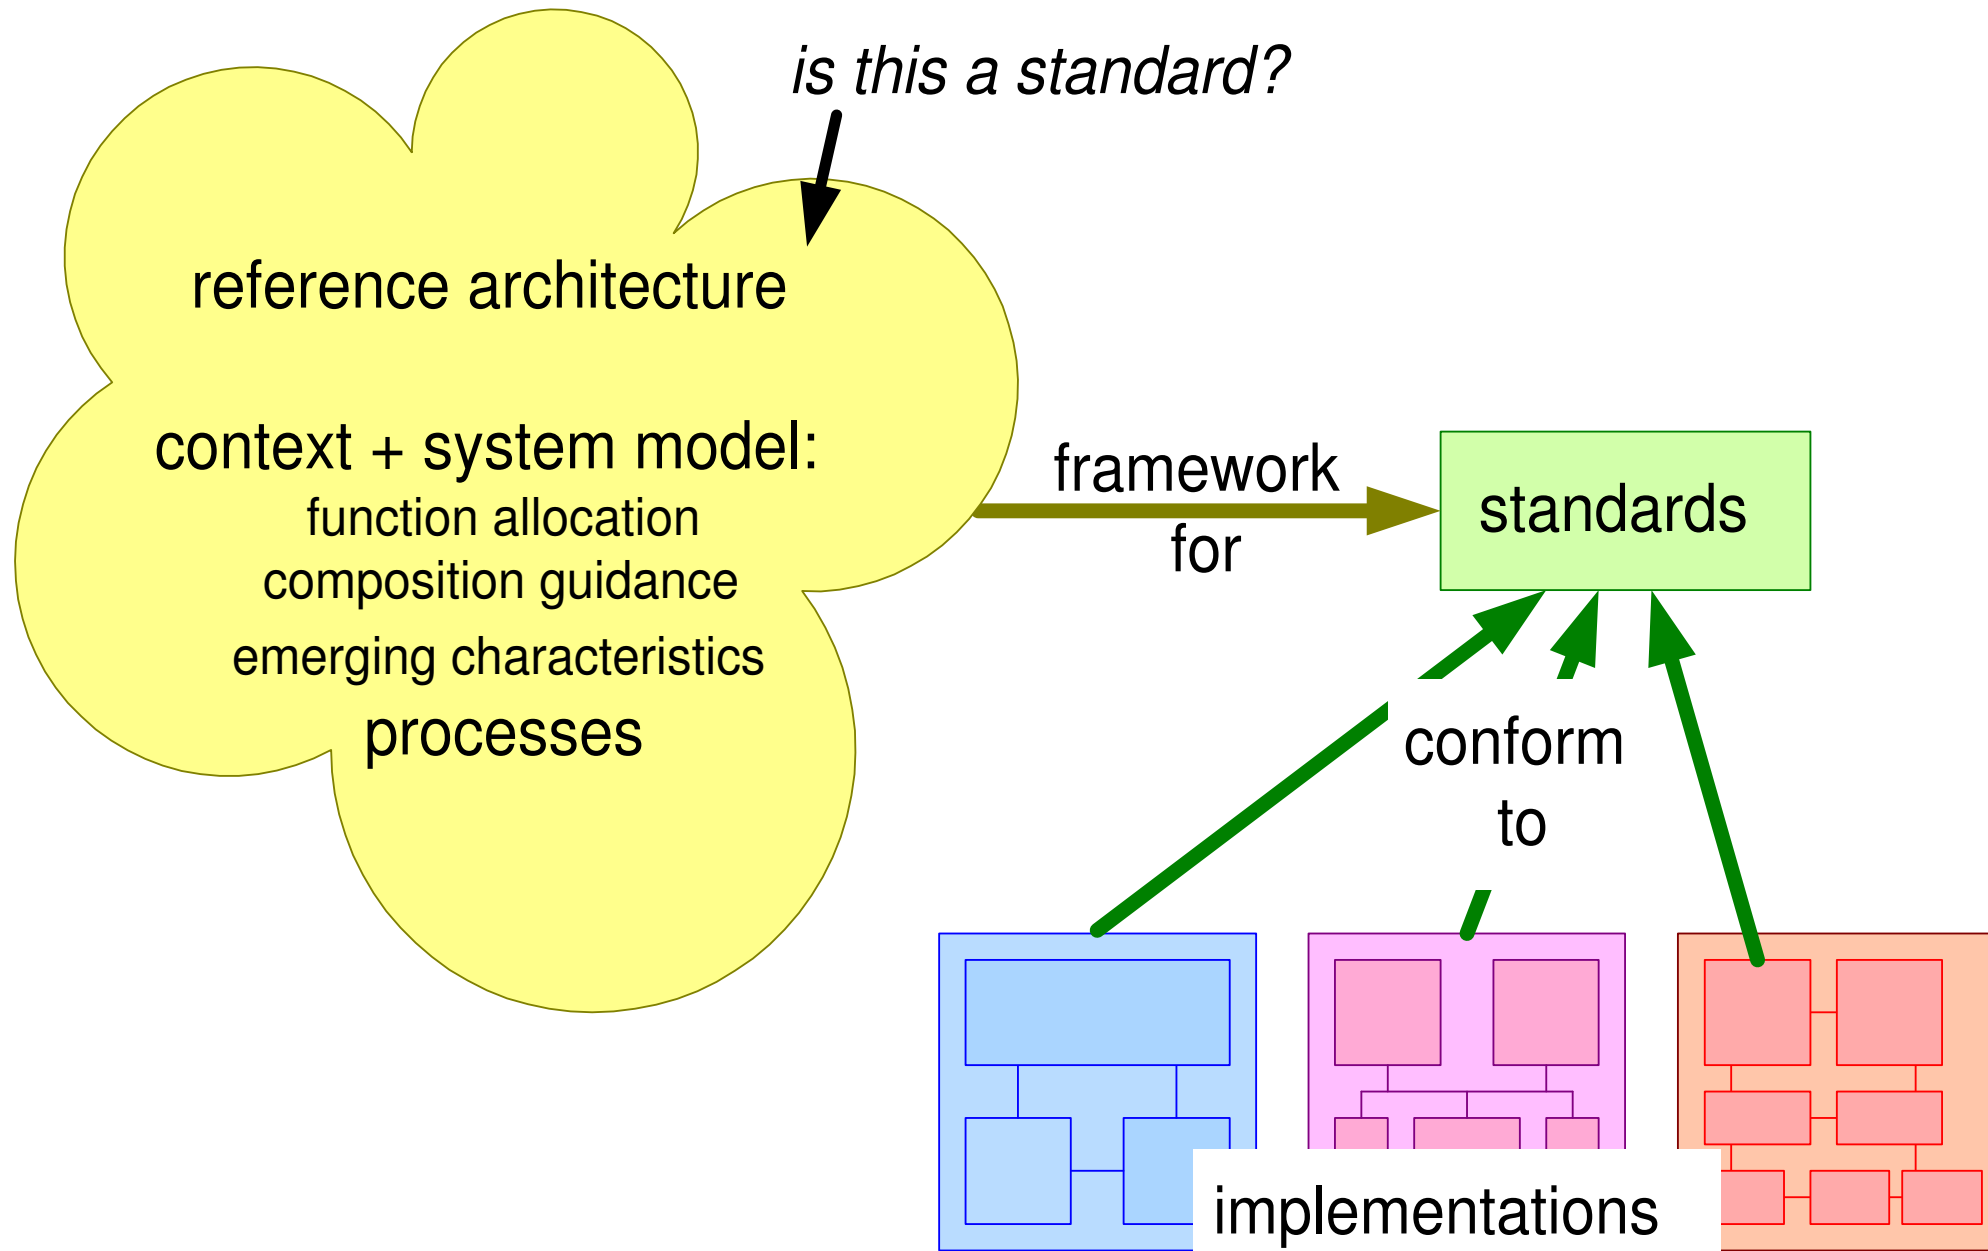 is this a standard?
reference architecture
context + system model:
function allocation
composition guidance
emerging characteristics
processes
framework
for
standards
conform
to
implementations